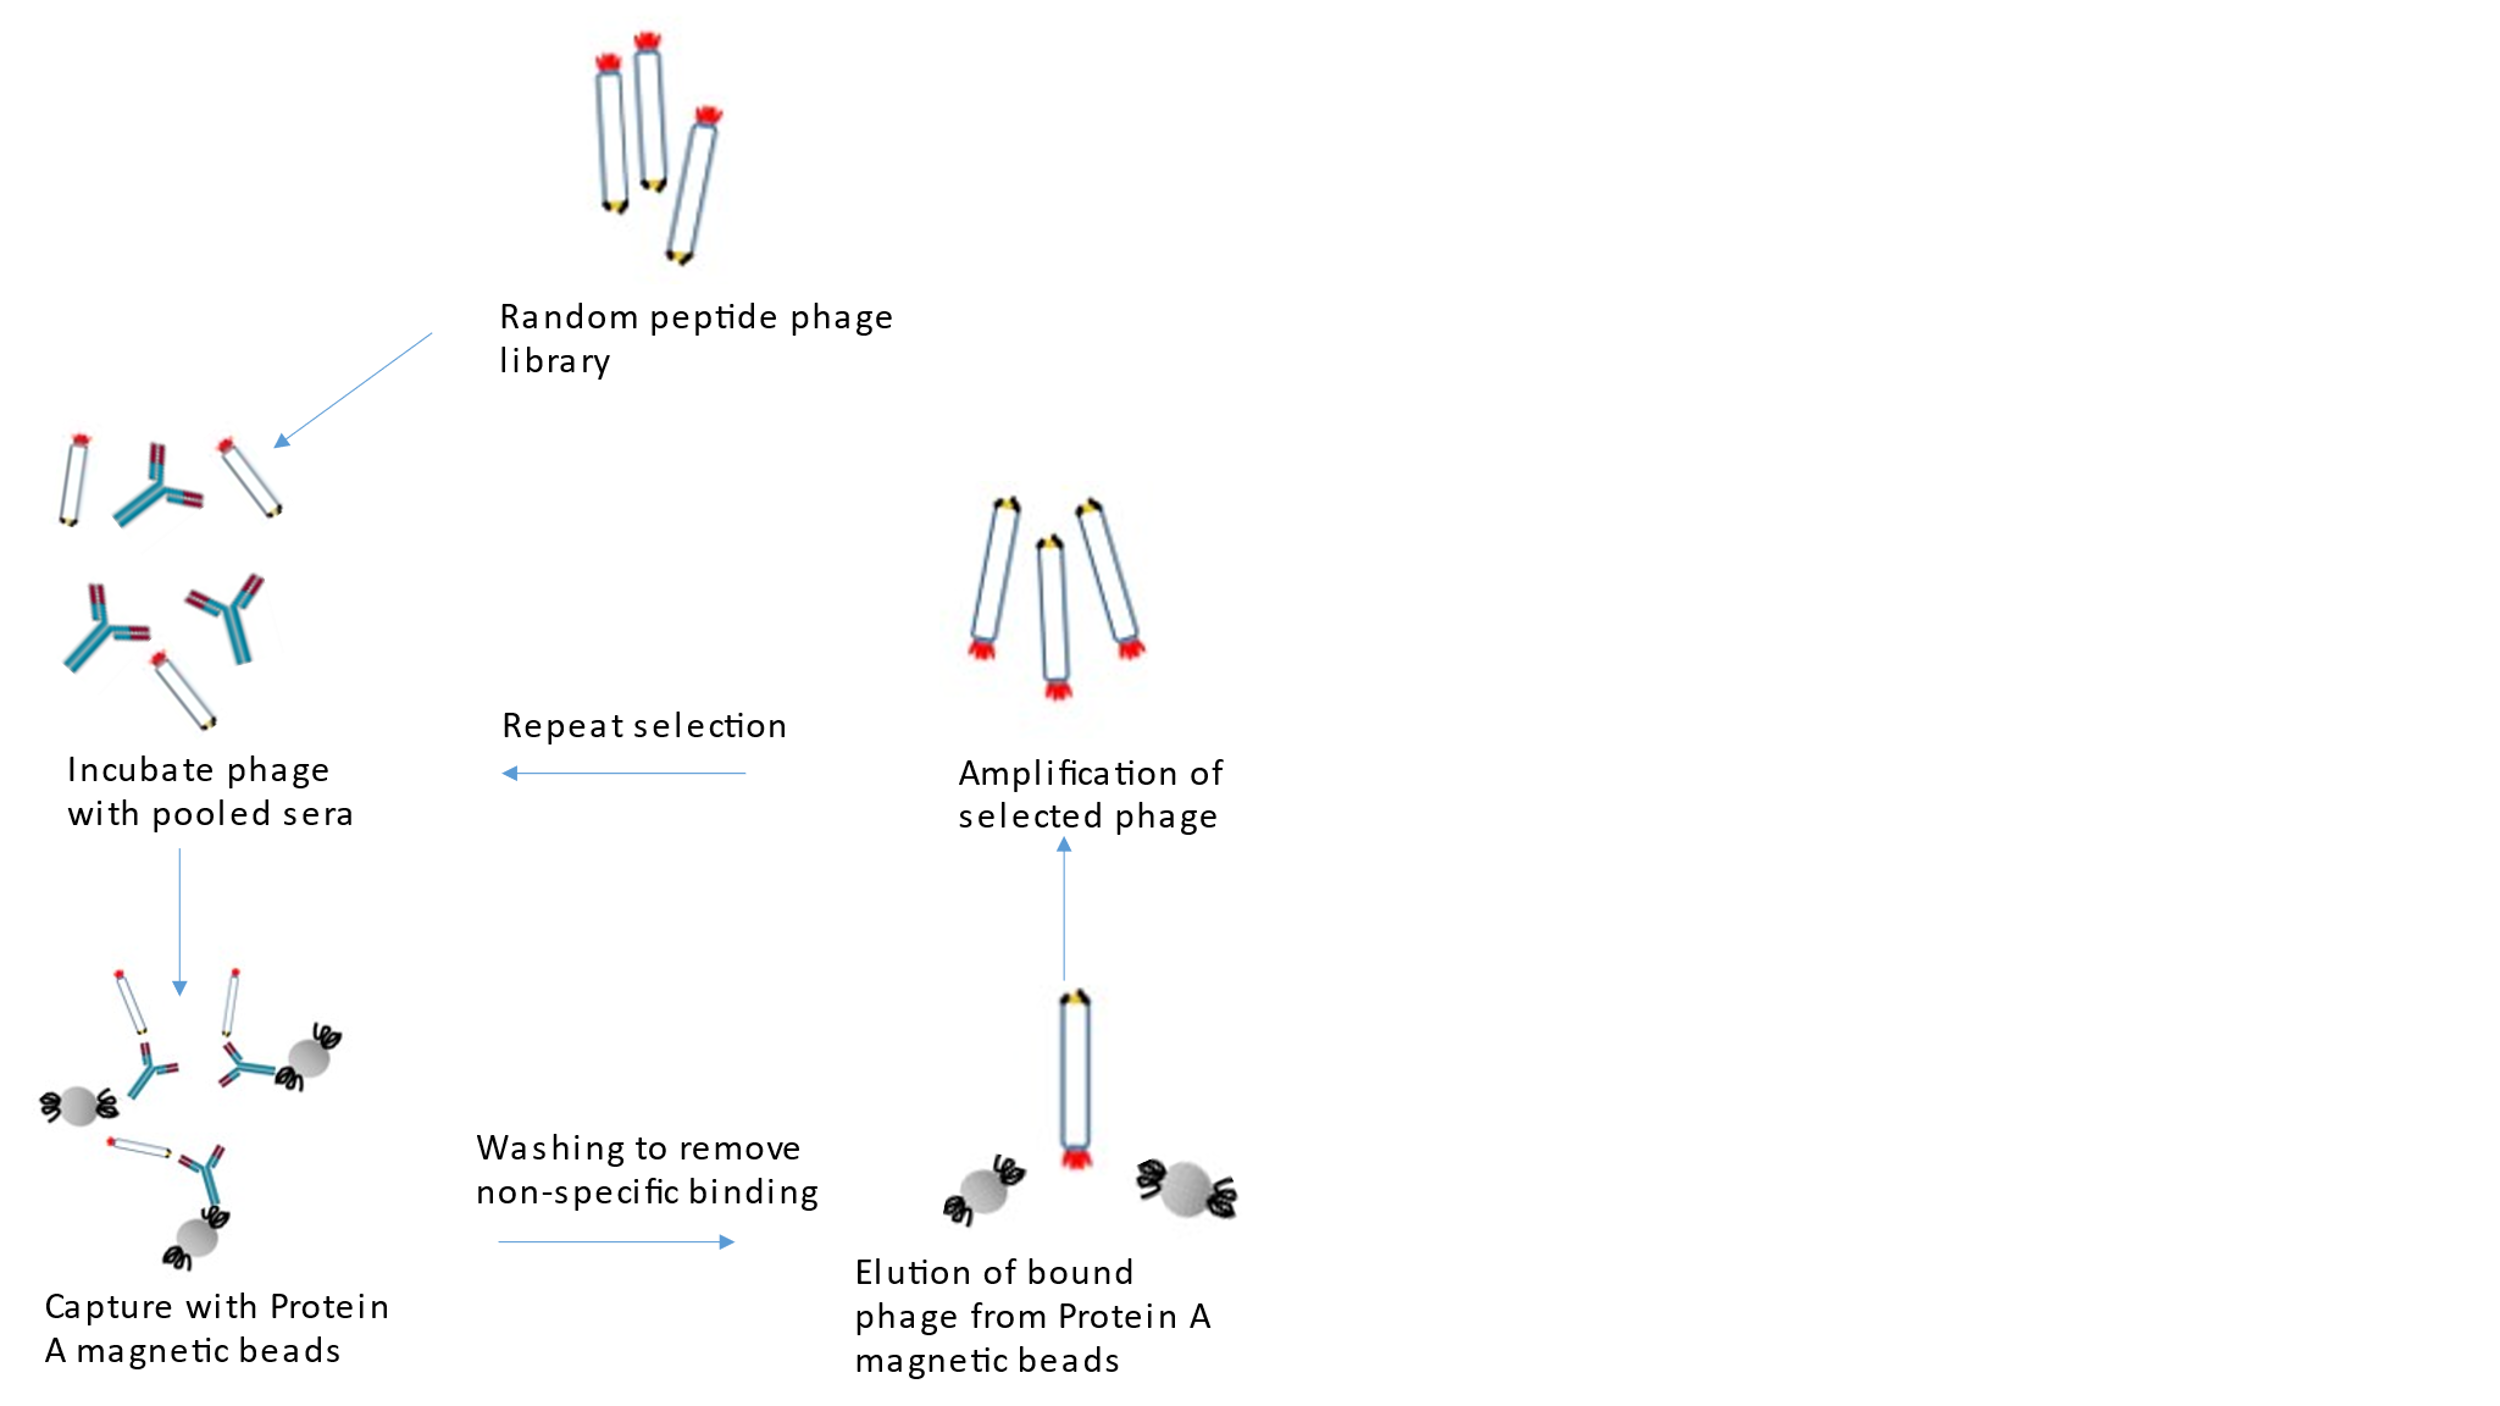 Random peptide phage
library
Incubate phage
with pooled sera
Repeat selection
Amplification of
selected phage
Capture with Protein
A magnetic beads
Washing to remove
non-specific binding
Elution of bound
phage from Protein A
magnetic beads